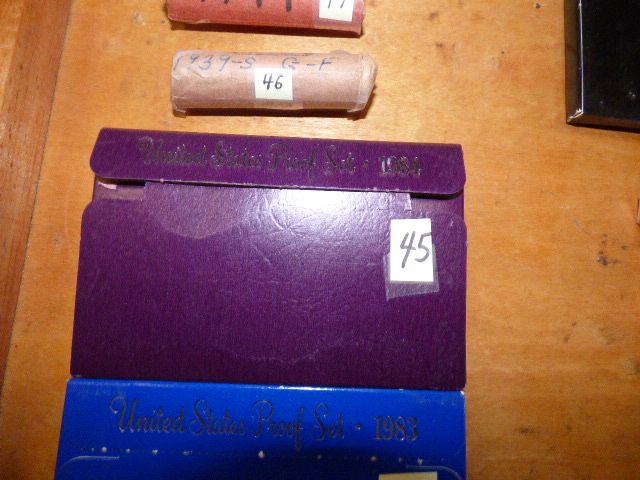 1939-S G-F
46
United States Proof Set • 1984
45
United States Proof Set • 1983